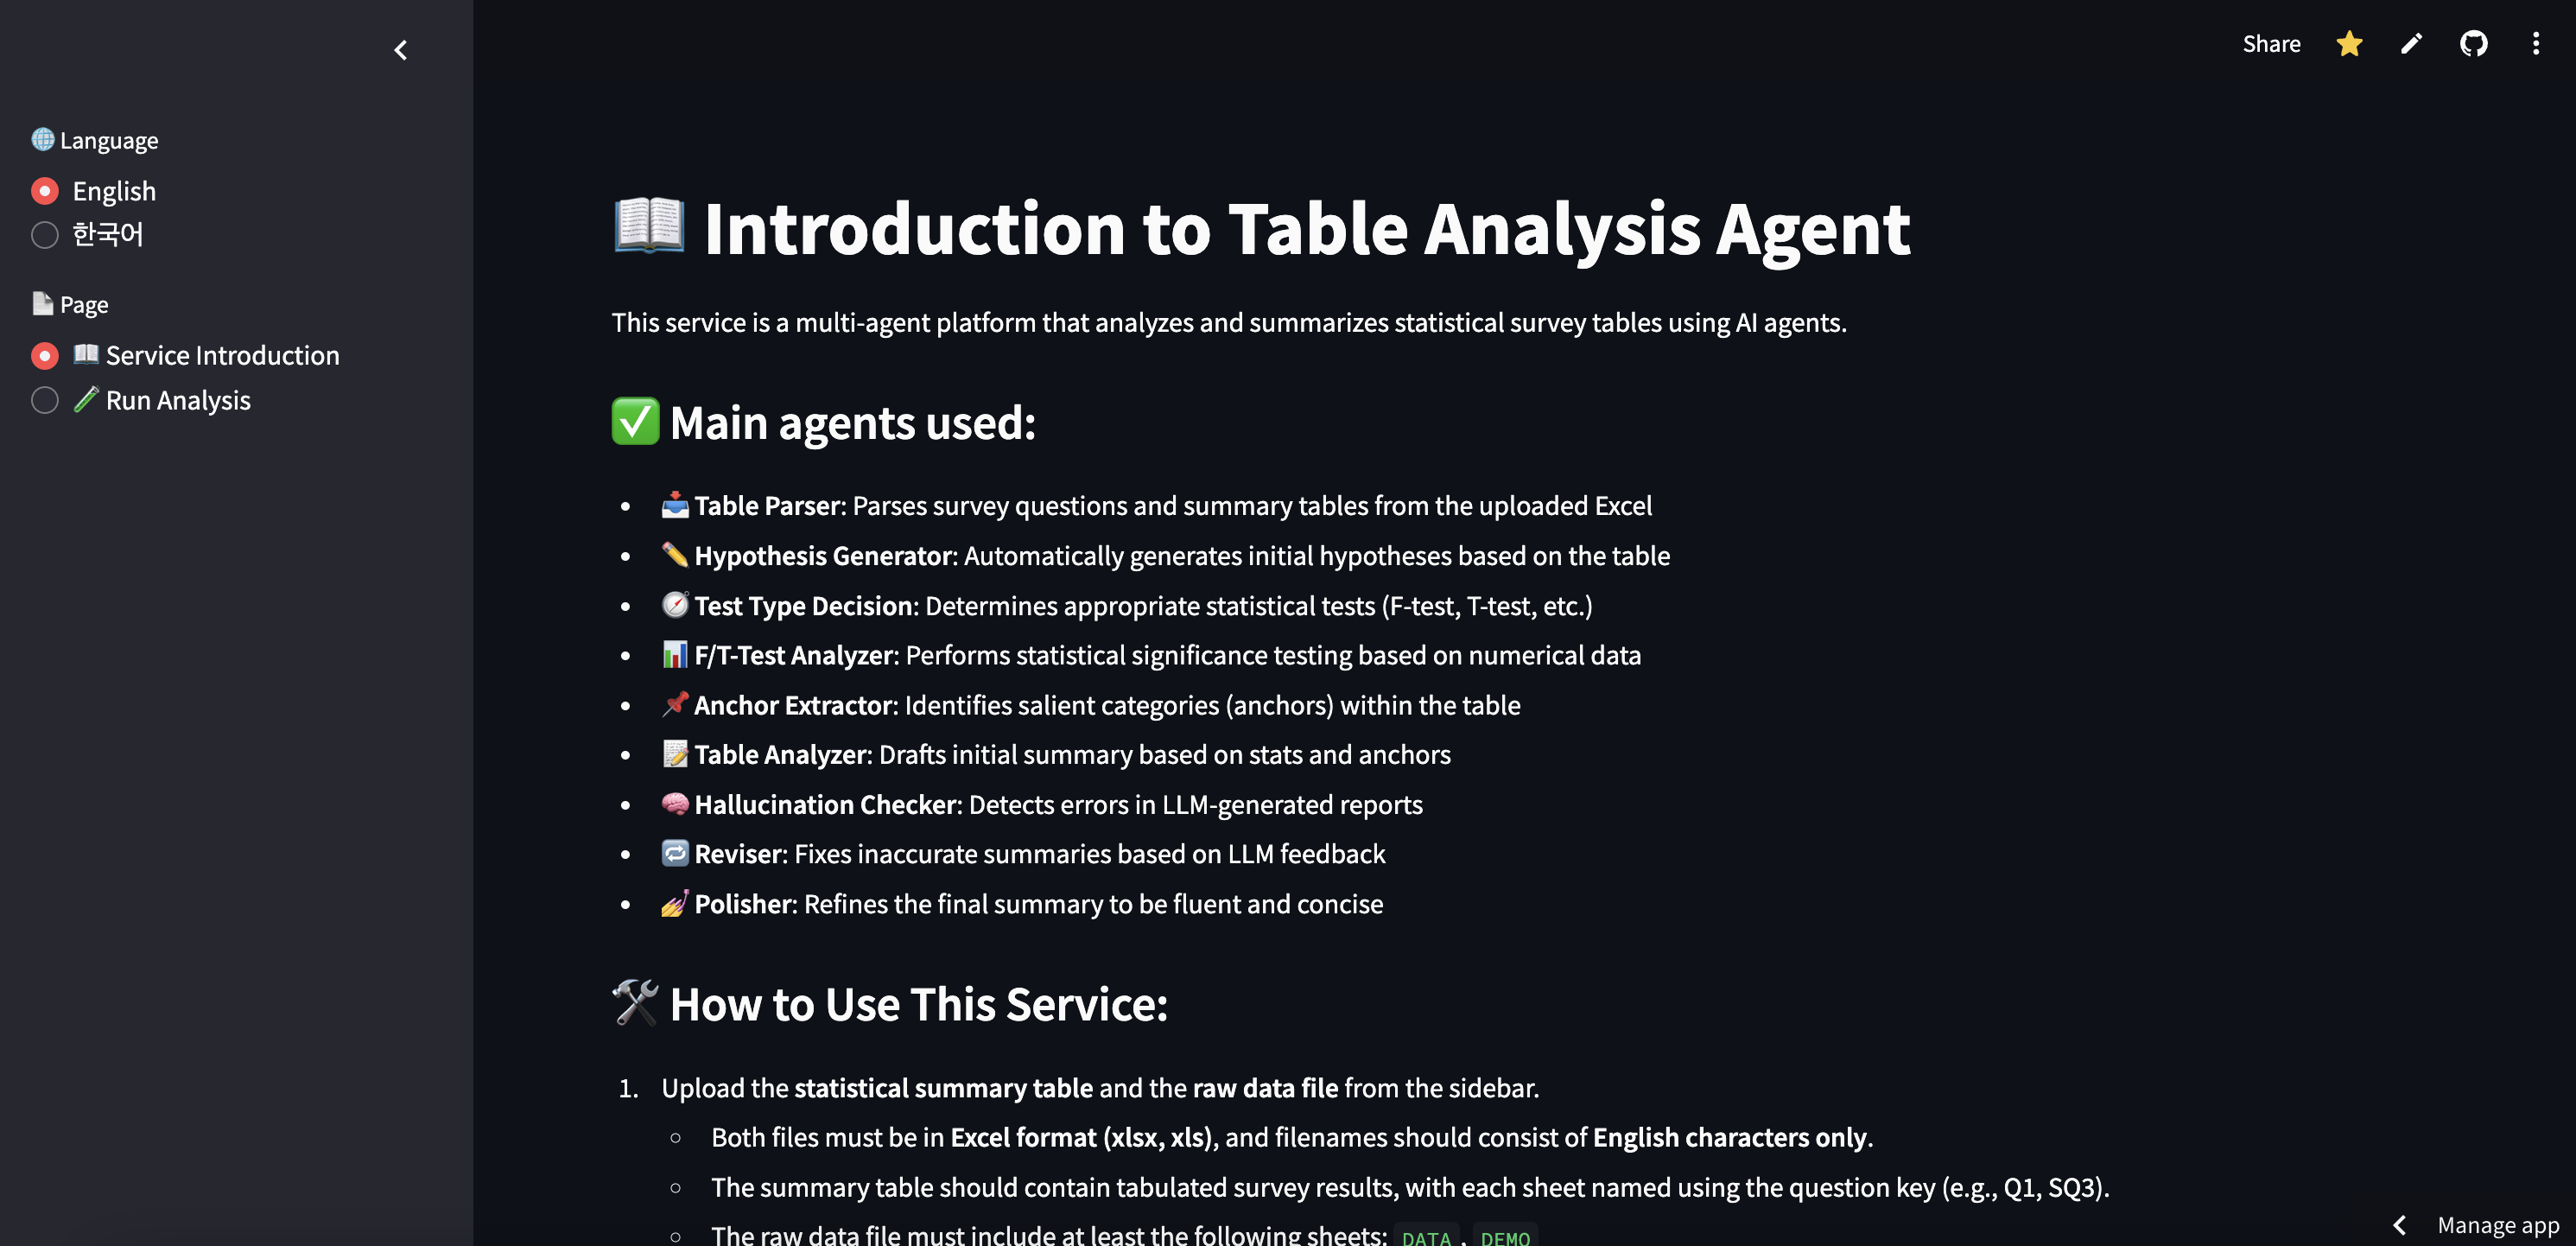 Share
Language
English
한국어
Page
Service Introduction
Run Analysis
Introduction to Table Analysis Agent
This service is a multi-agent platform that analyzes and summarizes statistical survey tables using AI agents.
Main agents used:
Table Parser: Parses survey questions and summary tables from the uploaded Excel
Hypothesis Generator: Automatically generates initial hypotheses based on the table
Test Type Decision: Determines appropriate statistical tests (F-test, T-test, etc.)
F/T-Test Analyzer: Performs statistical significance testing based on numerical data
Anchor Extractor: Identifies salient categories (anchors) within the table
Table Analyzer: Drafts initial summary based on stats and anchors
Hallucination Checker: Detects errors in LLM-generated reports
Reviser: Fixes inaccurate summaries based on LLM feedback
Polisher: Refines the final summary to be fluent and concise
How to Use This Service:
1. Upload the statistical summary table and the raw data file from the sidebar.
Both files must be in Excel format (xlsx, xls), and filenames should consist of English characters only.
The summary table should contain tabulated survey results, with each sheet named using the question key (e.g., Q1, SQ3).
The raw data file must include at least the following sheets: DATA, DEMO
Manage app